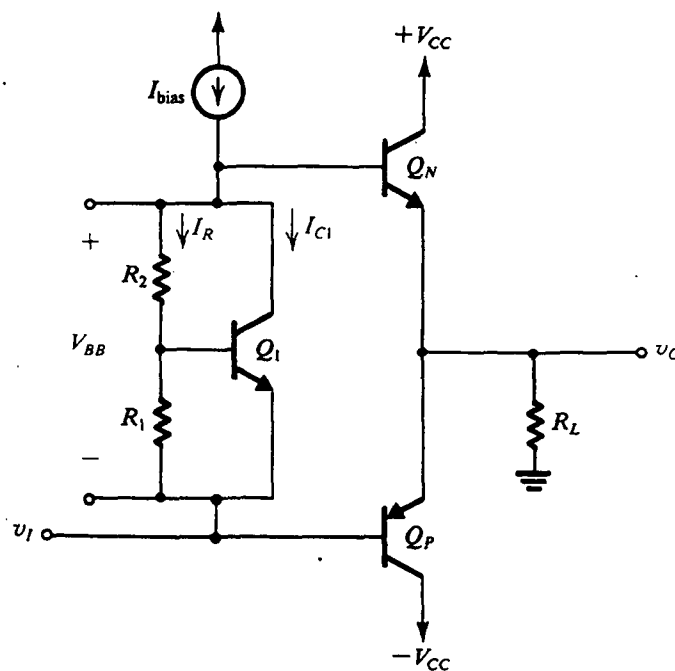 +V_CC
I_bias
Q_N
+
I_R
I_C1
R_2
V_BB
Q_1
v_O
R_1
R_L
−
v_I
Q_P
−V_CC